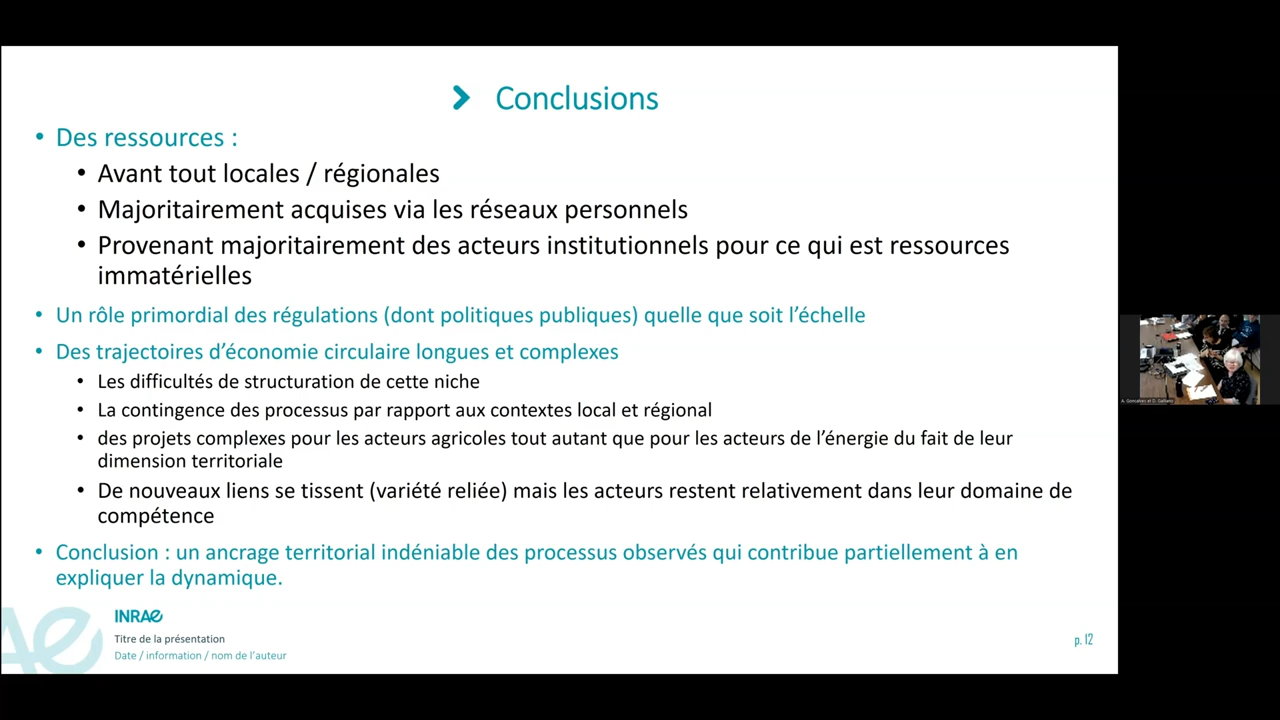 Conclusions
• Des ressources :
• Avant tout locales / régionales
• Majoritairement acquises via les réseaux personnels
• Provenant majoritairement des acteurs institutionnels pour ce qui est ressources
immatérielles
• Un rôle primordial des régulations (dont politiques publiques) quelle que soit l’échelle
• Des trajectoires d’économie circulaire longues et complexes
• Les difficultés de structuration de cette niche
• La contingence des processus par rapport aux contextes local et régional
• des projets complexes pour les acteurs agricoles tout autant que pour les acteurs de l’énergie du fait de leur
dimension territoriale
• De nouveaux liens se tissent (variété reliée) mais les acteurs restent relativement dans leur domaine de
compétence
• Conclusion : un ancrage territorial indéniable des processus observés qui contribue partiellement à en
expliquer la dynamique.
INRAE
Titre de la présentation
Date / information / nom de l’auteur
p. 12